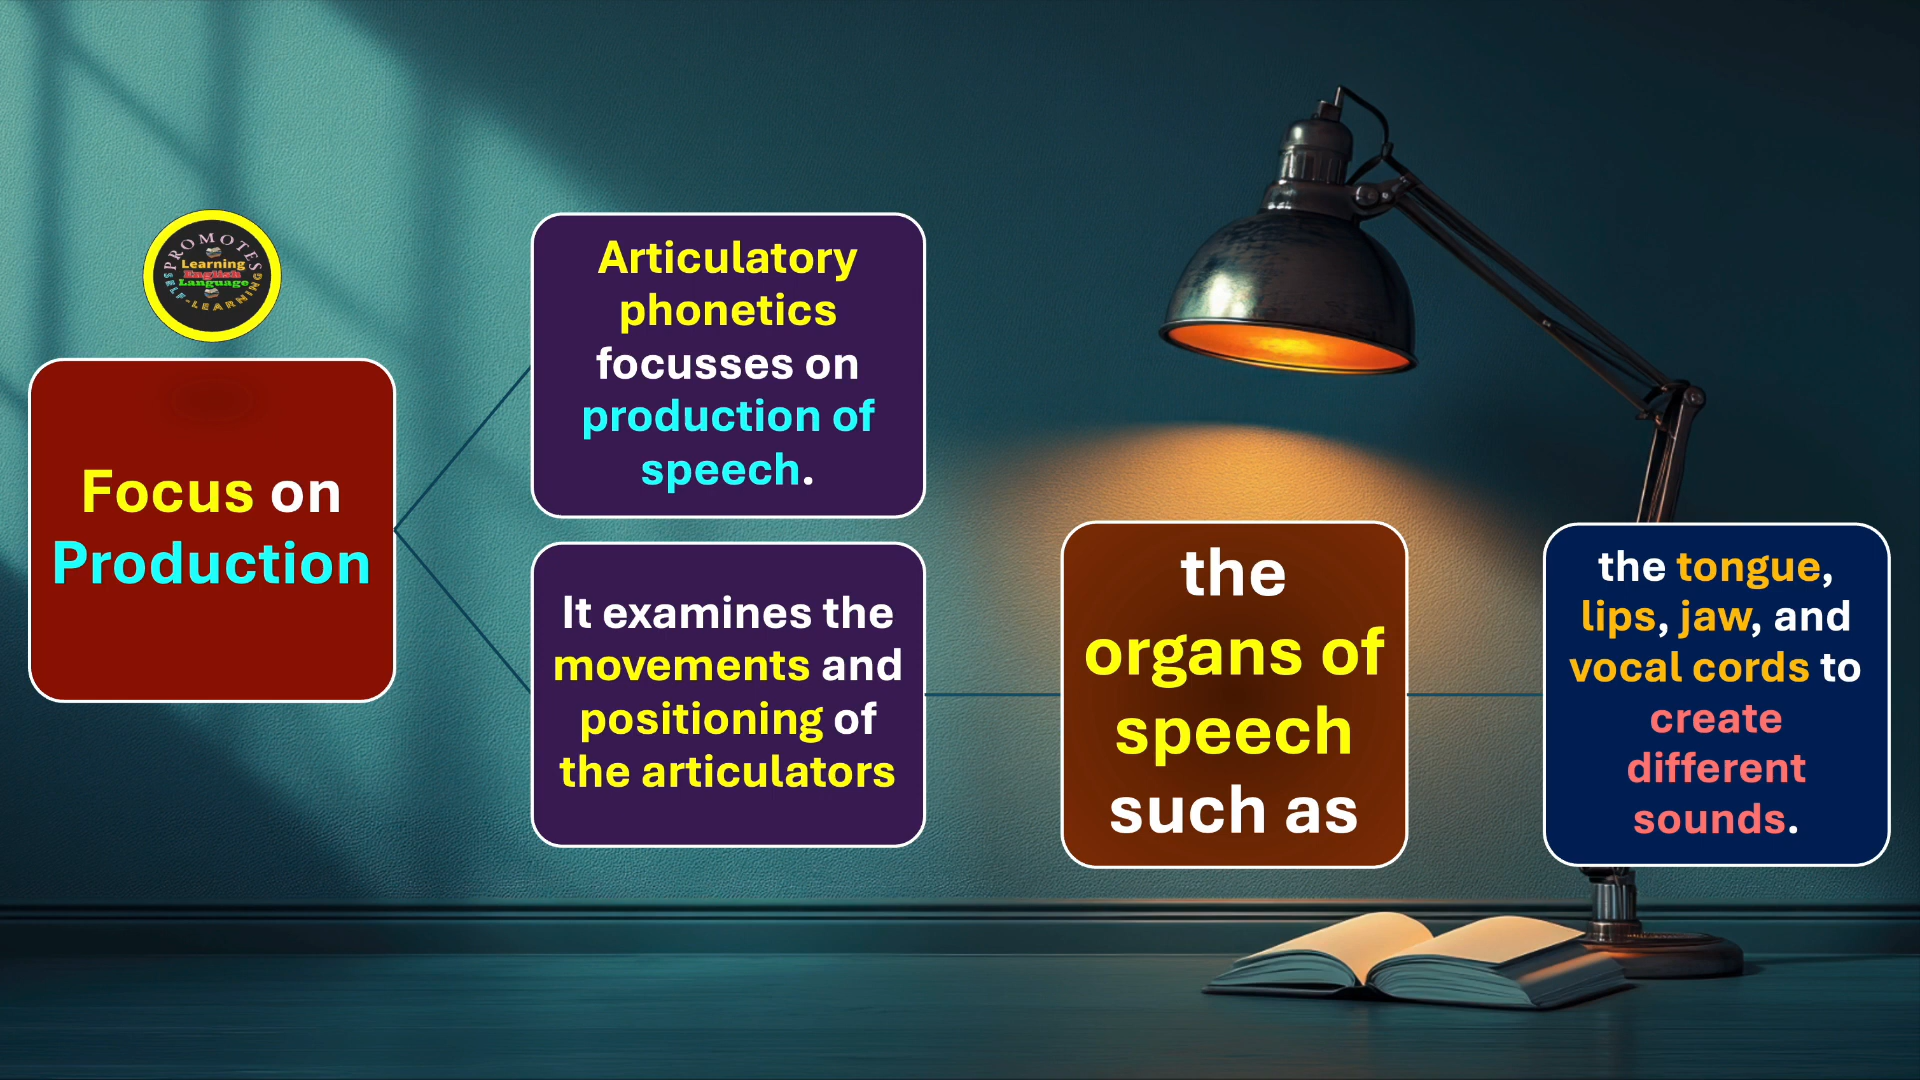 PROMOTES
Learning
English
Language
SELF-LEARNING
Focus on
Production
Articulatory
phonetics
focusses on
production of
speech.
It examines the
movements and
positioning of
the articulators
the
organs of
speech
such as
the tongue,
lips, jaw, and
vocal cords to
create
different
sounds.